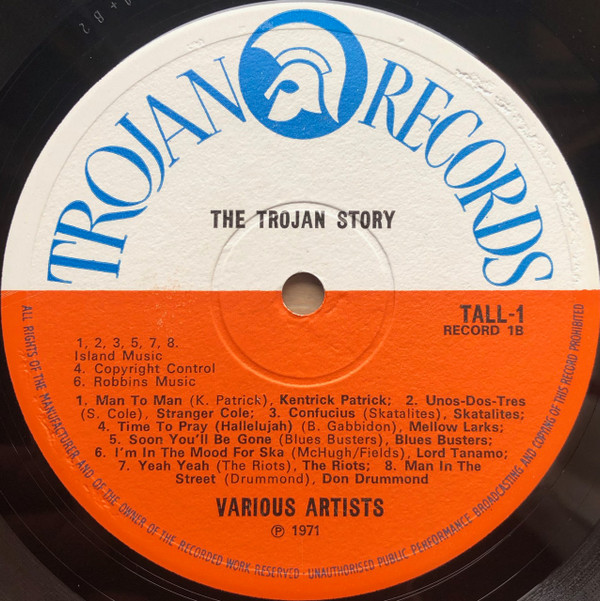 TROJAN RECORDS
THE TROJAN STORY
TALL-1
RECORD 1B
1, 2, 3, 5, 7, 8.
Island Music
4. Copyright Control
6. Robbins Music
1. Man To Man (K. Patrick), Kentrick Patrick; 2. Unos-Dos-Tres
(S. Cole), Stranger Cole; 3. Confucius (Skatalites), Skatalites;
4. Time To Pray (Hallelujah) (B. Gabbidon), Mellow Larks;
5. Soon You'll Be Gone (Blues Busters), Blues Busters;
6. I'm In The Mood For Ska (McHugh/Fields), Lord Tanamo;
7. Yeah Yeah (The Riots), The Riots; 8. Man In The
Street (Drummond), Don Drummond
VARIOUS ARTISTS
℗ 1971
ALL RIGHTS OF THE MANUFACTURER AND OF THE OWNER OF THE RECORDED WORK RESERVED · UNAUTHORISED PUBLIC PERFORMANCE BROADCASTING AND COPYING OF THIS RECORD PROHIBITED